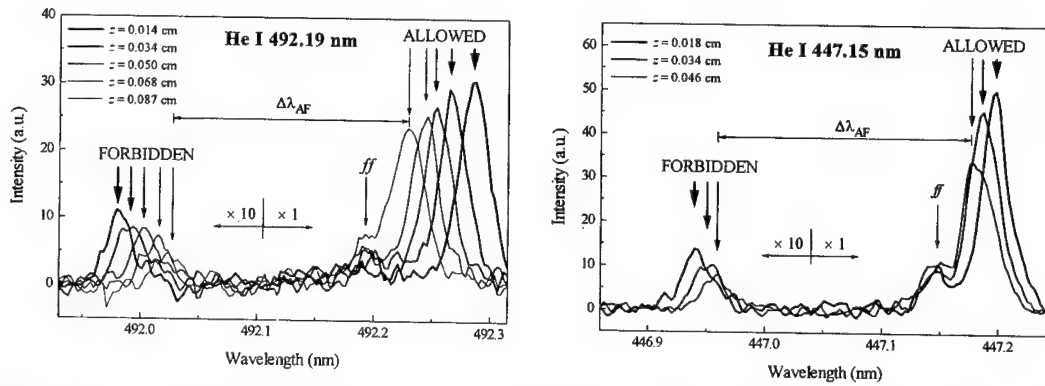 He I 492.19 nm
z = 0.014 cm
z = 0.034 cm
z = 0.050 cm
z = 0.068 cm
z = 0.087 cm
ALLOWED
Δλ_AF
FORBIDDEN
ff
× 10
× 1
Intensity (a.u.)
40
30
20
10
0
492.0
492.1
492.2
492.3
Wavelength (nm)
He I 447.15 nm
z = 0.018 cm
z = 0.034 cm
z = 0.046 cm
ALLOWED
Δλ_AF
FORBIDDEN
ff
× 10
× 1
Intensity (a.u.)
60
50
40
30
20
10
0
446.9
447.0
447.1
447.2
Wavelength (nm)